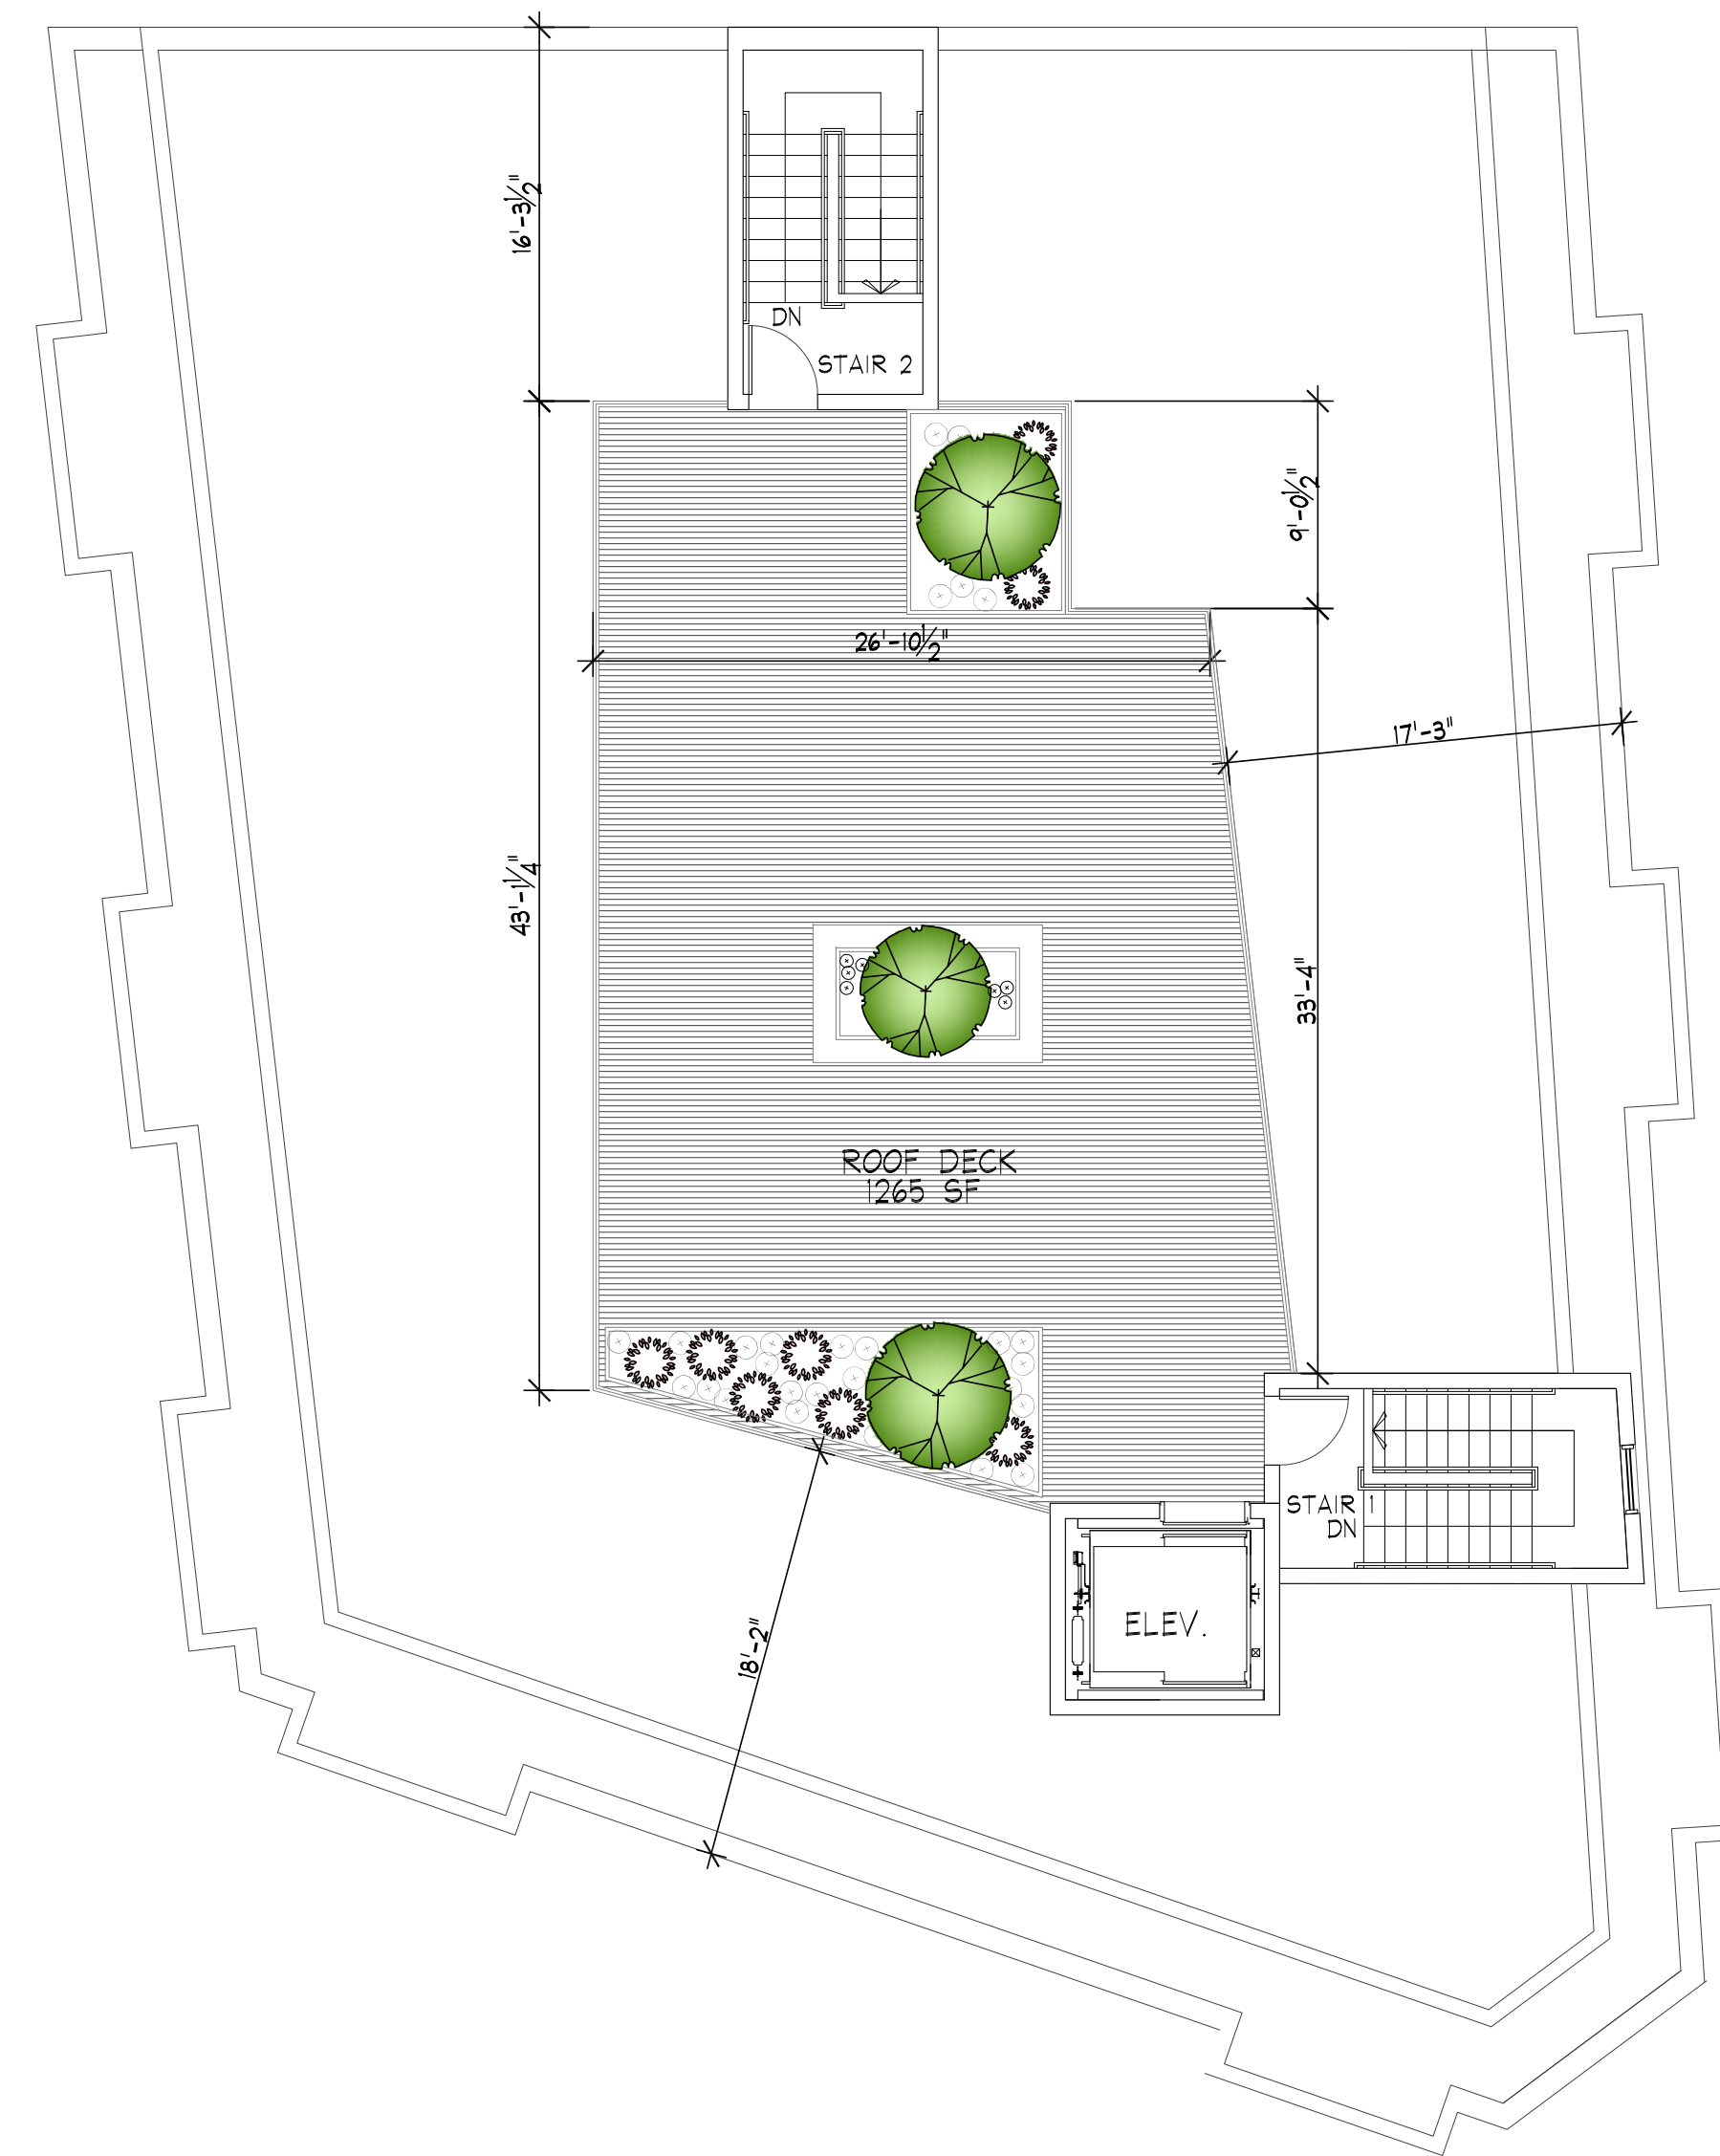 16'-3½"
DN
STAIR 2
9'-0½"
26'-10½"
17'-3"
43'-1¼"
33'-4"
ROOF DECK
1265 SF
STAIR 1
DN
ELEV.
18'-2"